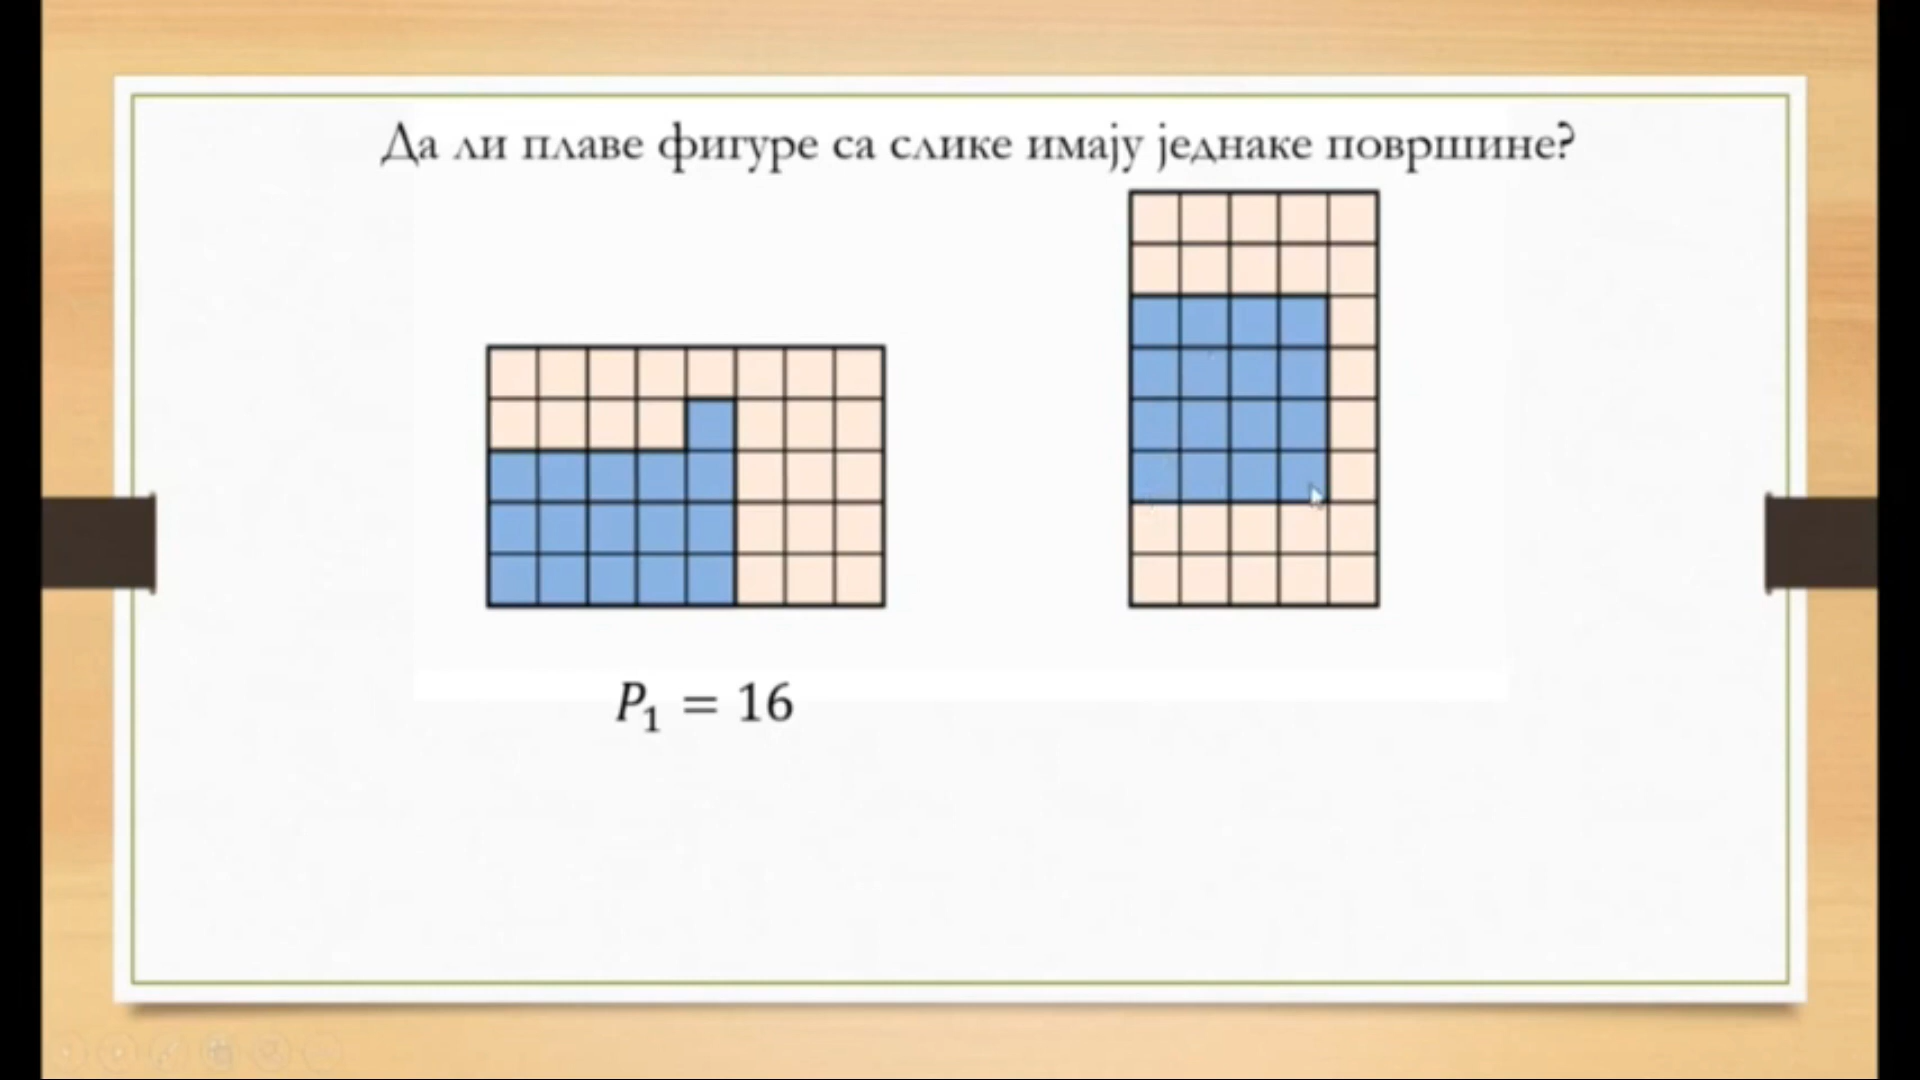 Да ли плаве фигуре са слике имају једнаке површине?
P₁ = 16